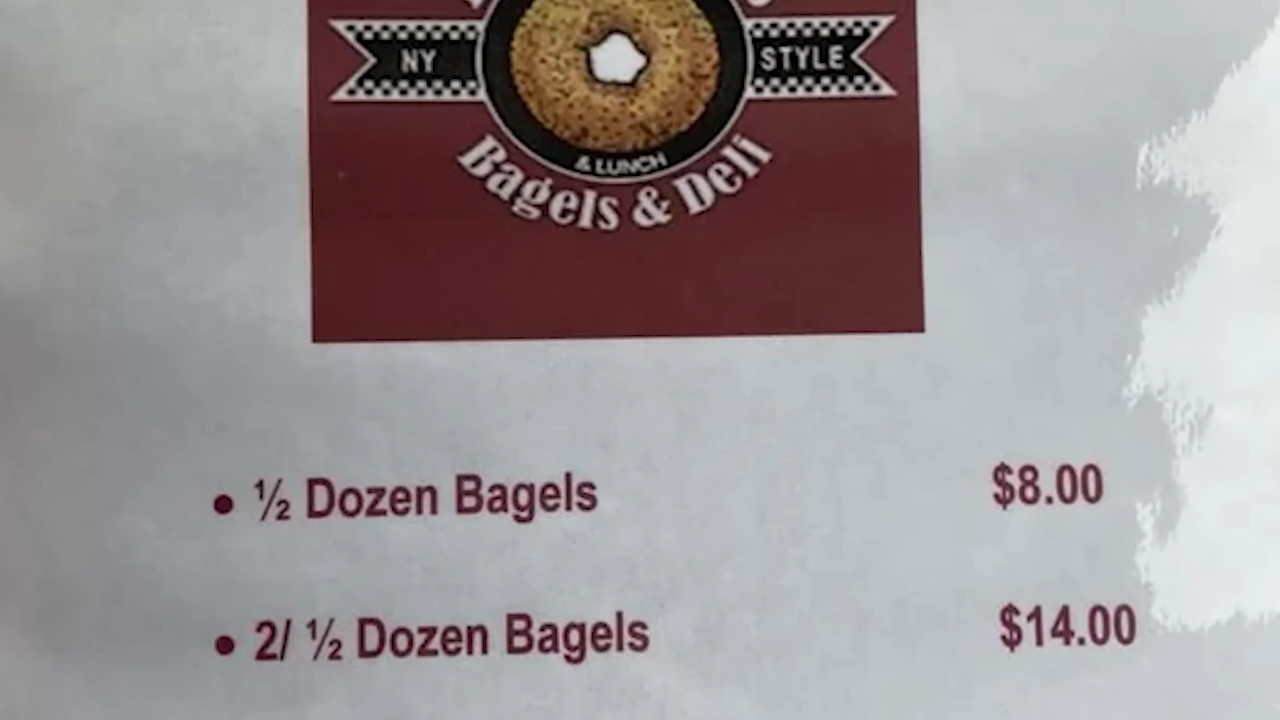 NY STYLE
& LUNCH
Bagels & Deli
• ½ Dozen Bagels $8.00
• 2/ ½ Dozen Bagels $14.00